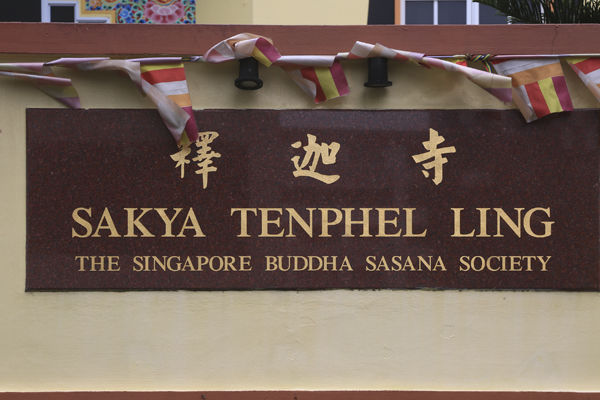 釋迦寺
SAKYA TENPHEL LING
THE SINGAPORE BUDDHA SASANA SOCIETY